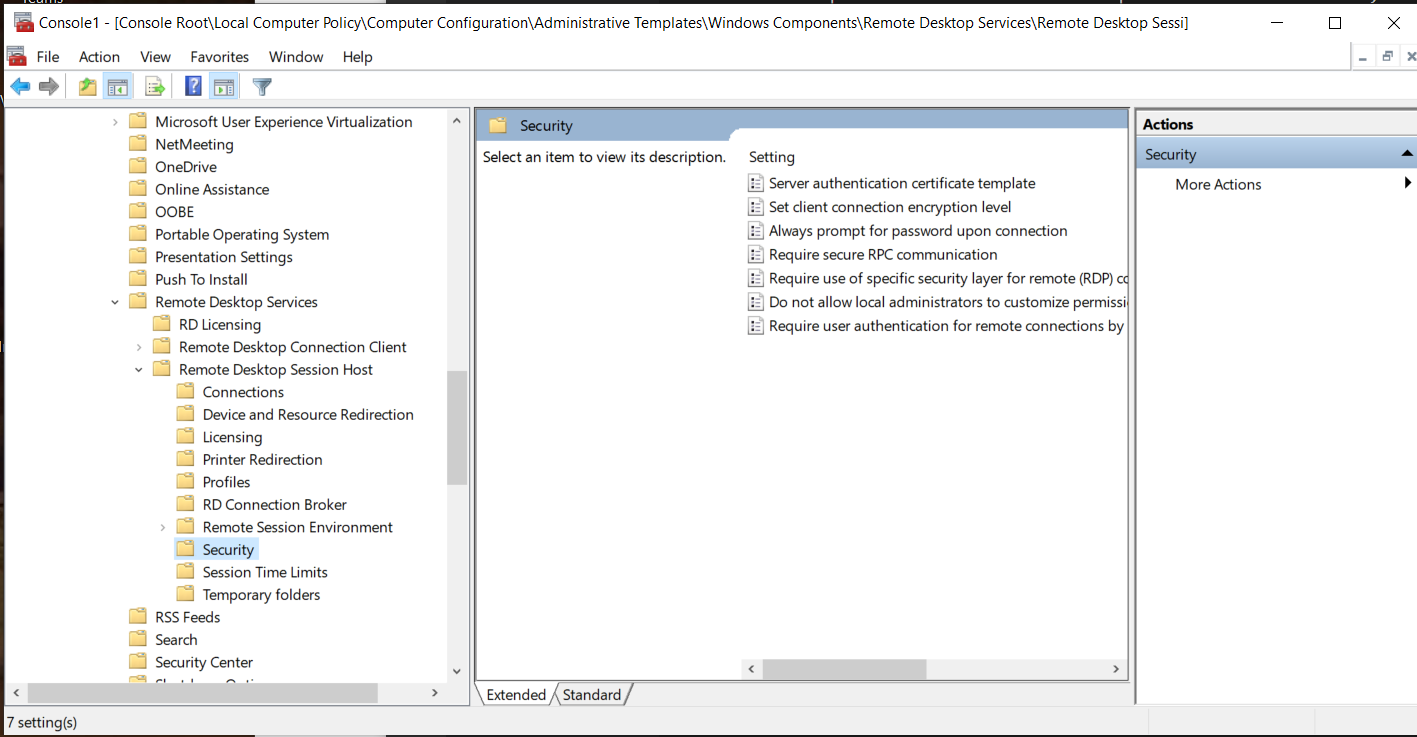 Console1 - [Console Root\Local Computer Policy\Computer Configuration\Administrative Templates\Windows Components\Remote Desktop Services\Remote Desktop Sessi]
File Action View Favorites Window Help
Microsoft User Experience Virtualization
NetMeeting
OneDrive
Online Assistance
OOBE
Portable Operating System
Presentation Settings
Push To Install
Remote Desktop Services
RD Licensing
Remote Desktop Connection Client
Remote Desktop Session Host
Connections
Device and Resource Redirection
Licensing
Printer Redirection
Profiles
RD Connection Broker
Remote Session Environment
Security
Session Time Limits
Temporary folders
RSS Feeds
Search
Security Center
Security
Select an item to view its description.
Setting
Server authentication certificate template
Set client connection encryption level
Always prompt for password upon connection
Require secure RPC communication
Require use of specific security layer for remote (RDP) co
Do not allow local administrators to customize permissi
Require user authentication for remote connections by
Extended Standard
Actions
Security
More Actions
7 setting(s)